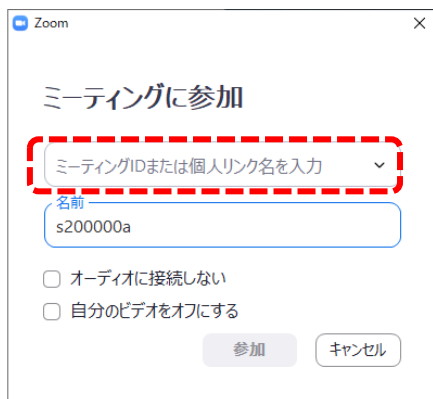 Zoom
ミーティングに参加
ミーティングIDまたは個人リンク名を入力
名前
s200000a
オーディオに接続しない
自分のビデオをオフにする
参加 キャンセル